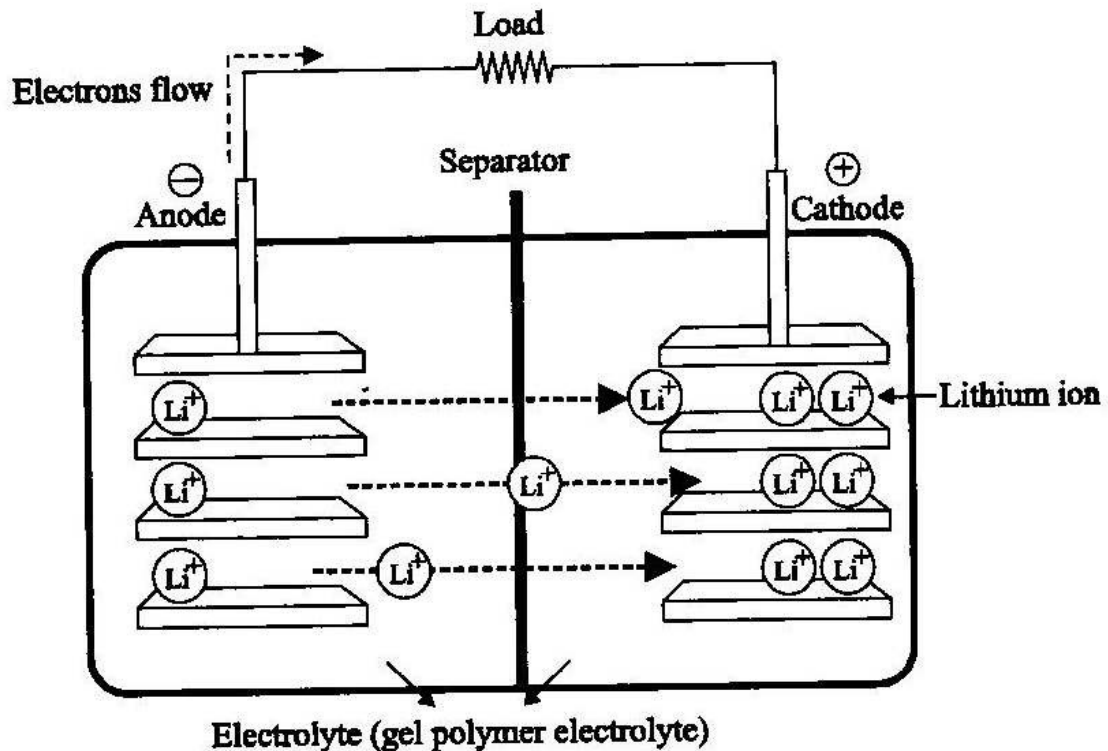 Load
Electrons flow
Separator
⊖
Anode
⊕
Cathode
Li⁺
Li⁺
Li⁺
Li⁺
Lithium ion
Li⁺
Li⁺
Li⁺
Li⁺
Li⁺
Li⁺
Li⁺
Li⁺
Electrolyte (gel polymer electrolyte)